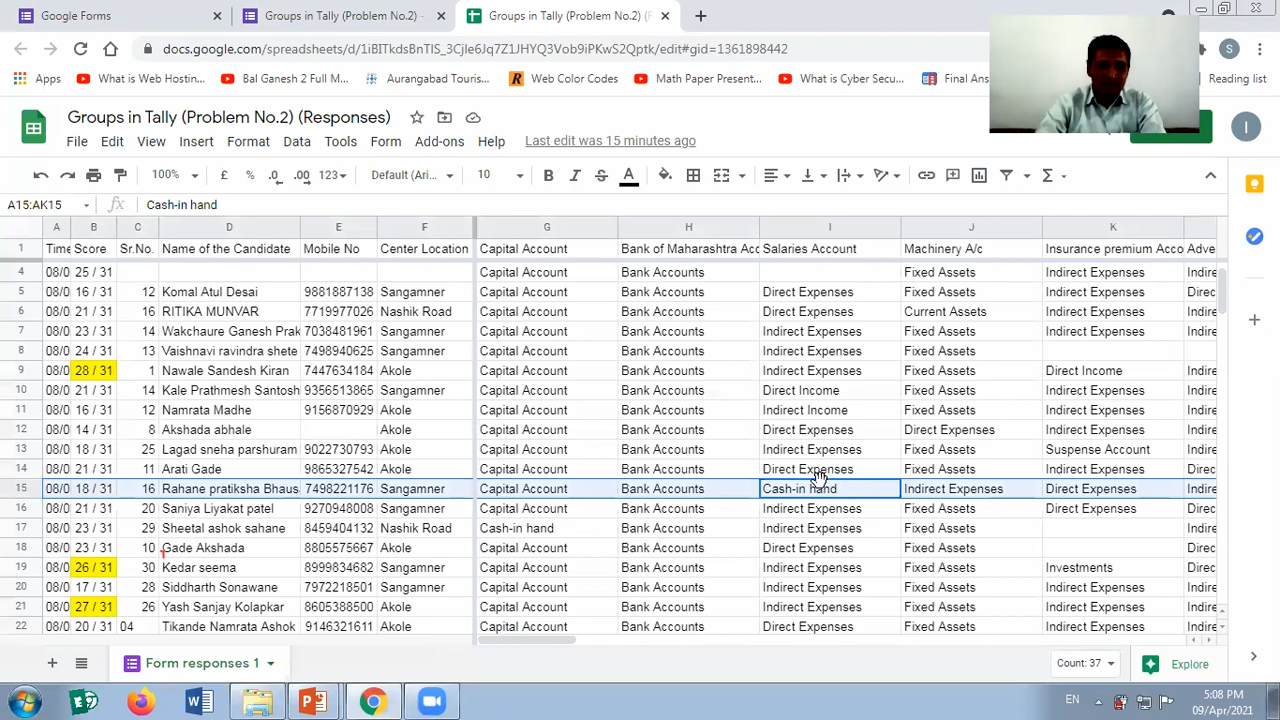 Google Forms
Groups in Tally (Problem No.2) -
Groups in Tally (Problem No.2) (
docs.google.com/spreadsheets/d/1iBITkdsBnTlS_3Cjle6Jq7Z1JHYQ3Vob9iPKwS2Qptk/edit#gid=1361898442
S
Apps What is Web Hostin... Bal Ganesh 2 Full M... Aurangabad Touris... Web Color Codes Math Paper Present... What is Cyber Secu... Final Ans Reading list
Groups in Tally (Problem No.2) (Responses)
I
File Edit View Insert Format Data Tools Form Add-ons Help Last edit was 15 minutes ago
100% £ % .0 .00 123 Default (Ari... 10 B I S A
A15:AK15 fx Cash-in hand
A B C D E F G H I J K
1 Time Score Sr.No. Name of the Candidate Mobile No Center Location Capital Account Bank of Maharashtra Acc Salaries Account Machinery A/c Insurance premium Acco Adve
4 08/0 25 / 31 Capital Account Bank Accounts Fixed Assets Indirect Expenses Indire
5 08/0 16 / 31 12 Komal Atul Desai 9881887138 Sangamner Capital Account Bank Accounts Direct Expenses Fixed Assets Indirect Expenses Direc
6 08/0 21 / 31 16 RITIKA MUNVAR 7719977026 Nashik Road Capital Account Bank Accounts Direct Expenses Current Assets Indirect Expenses Indire
7 08/0 23 / 31 14 Wakchaure Ganesh Prak 7038481961 Sangamner Capital Account Bank Accounts Indirect Expenses Fixed Assets Indirect Expenses Indire
8 08/0 24 / 31 13 Vaishnavi ravindra shete 7498940625 Sangamner Capital Account Bank Accounts Indirect Expenses Fixed Assets Indire
9 08/0 28 / 31 1 Nawale Sandesh Kiran 7447634184 Akole Capital Account Bank Accounts Indirect Expenses Fixed Assets Direct Income Indire
10 08/0 21 / 31 14 Kale Prathmesh Santosh 9356513865 Sangamner Capital Account Bank Accounts Direct Income Fixed Assets Indirect Expenses Indire
11 08/0 16 / 31 12 Namrata Madhe 9156870929 Akole Capital Account Bank Accounts Indirect Income Fixed Assets Indirect Expenses Indire
12 08/0 14 / 31 8 Akshada abhale Akole Capital Account Bank Accounts Direct Expenses Direct Expenses Indirect Expenses Indire
13 08/0 18 / 31 25 Lagad sneha parshuram 9022730793 Akole Capital Account Bank Accounts Indirect Expenses Fixed Assets Suspense Account Indire
14 08/0 21 / 31 11 Arati Gade 9865327542 Akole Capital Account Bank Accounts Direct Expenses Fixed Assets Indirect Expenses Direc
15 08/0 18 / 31 16 Rahane pratiksha Bhaus 7498221176 Sangamner Capital Account Bank Accounts Cash-in hand Indirect Expenses Direct Expenses Indire
16 08/0 21 / 31 20 Saniya Liyakat patel 9270948008 Sangamner Capital Account Bank Accounts Indirect Expenses Fixed Assets Direct Expenses Indire
17 08/0 23 / 31 29 Sheetal ashok sahane 8459404132 Nashik Road Cash-in hand Bank Accounts Indirect Expenses Fixed Assets Indire
18 08/0 23 / 31 10 Gade Akshada 8805575667 Akole Capital Account Bank Accounts Direct Expenses Fixed Assets Direc
19 08/0 26 / 31 30 Kedar seema 8999834682 Sangamner Capital Account Bank Accounts Indirect Expenses Fixed Assets Investments Direc
20 08/0 17 / 31 28 Siddharth Sonawane 7972218501 Sangamner Capital Account Bank Accounts Indirect Expenses Fixed Assets Indirect Expenses Indire
21 08/0 27 / 31 26 Yash Sanjay Kolapkar 8605388500 Akole Capital Account Bank Accounts Indirect Expenses Fixed Assets Indirect Expenses Indire
22 08/0 20 / 31 04 Tikande Namrata Ashok 9146321611 Akole Capital Account Bank Accounts Direct Expenses Fixed Assets Indirect Expenses Indire
Form responses 1 Count: 37 Explore
EN 5:08 PM
09/Apr/2021